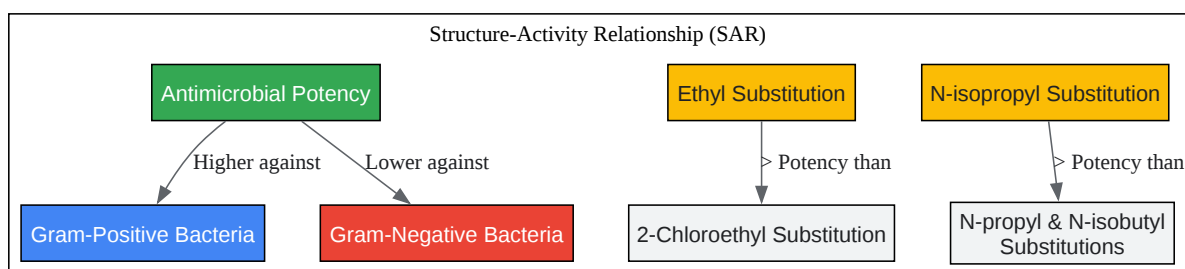 Structure-Activity Relationship (SAR)
Antimicrobial Potency
Ethyl Substitution
N-isopropyl Substitution
Higher against
Lower against
> Potency than
> Potency than
Gram-Positive Bacteria
Gram-Negative Bacteria
2-Chloroethyl Substitution
N-propyl & N-isobutyl
Substitutions